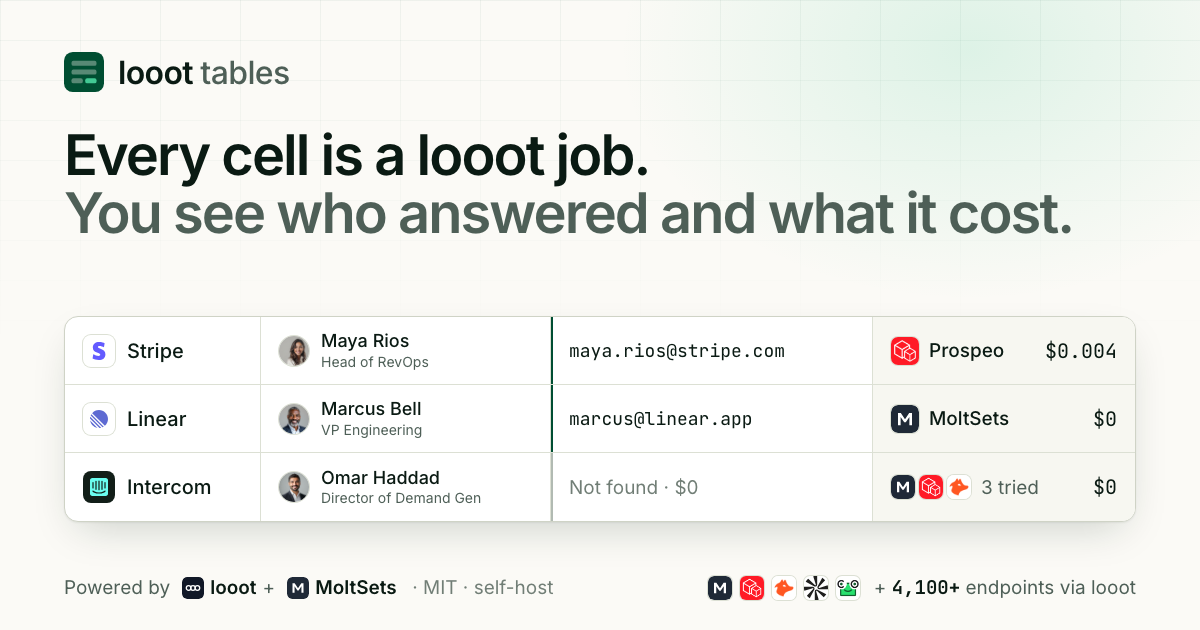 looot tables
Every cell is a looot job.
You see who answered and what it cost.
Stripe
Maya Rios
Head of RevOps
maya.rios@stripe.com
Prospeo
$0.004
Linear
Marcus Bell
VP Engineering
marcus@linear.app
MoltSets
$0
Intercom
Omar Haddad
Director of Demand Gen
Not found · $0
3 tried
$0
Powered by looot + MoltSets · MIT · self-host
+ 4,100+ endpoints via looot